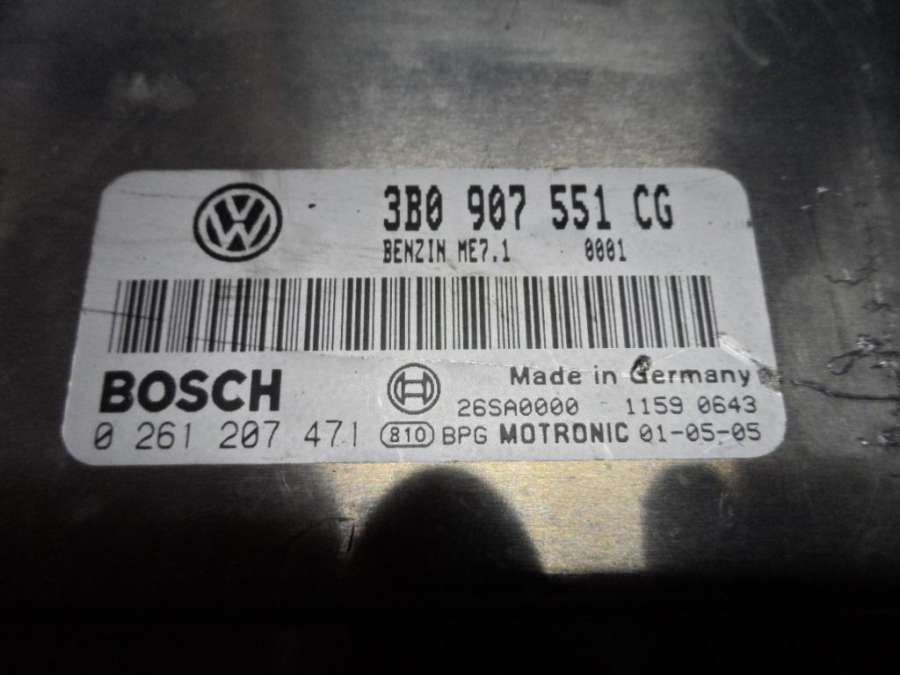 3B0 907 551 CG
BENZIN ME7.1 0001
BOSCH
Made in Germany
26SA0000 1159 0643
0 261 207 471 810 BPG MOTRONIC 01-05-05